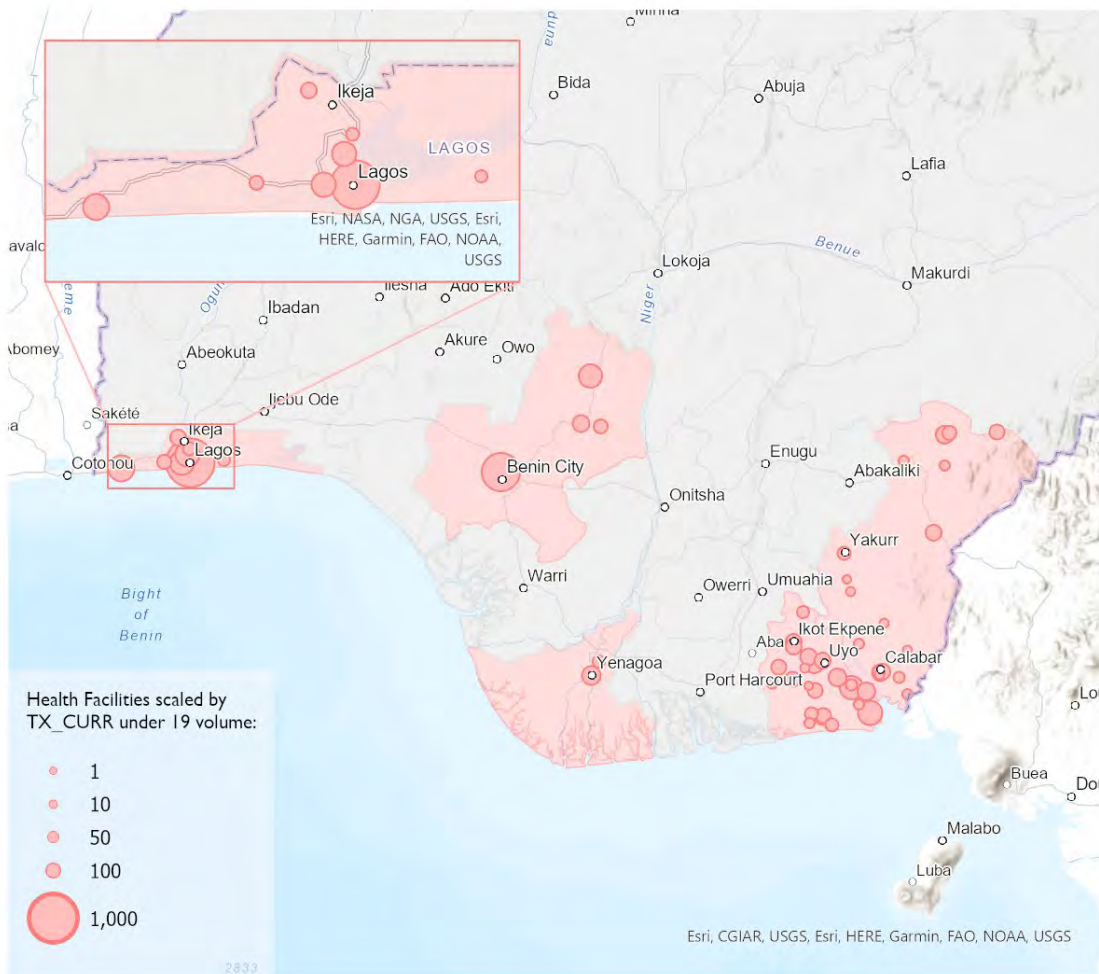 Minna
Ikeja
LAGOS
Lagos
Esri, NASA, NGA, USGS, Esri,
HERE, Garmin, FAO, NOAA,
USGS
Bida
Abuja
Lafia
Lokoja
Benue
Makurdi
Niger
Ilesha
Ado Ekiti
Ibadan
Akure
Owo
Abomey
Abeokuta
Ijebu Ode
Sakété
Ikeja
Lagos
Cotonou
Benin City
Enugu
Abakaliki
Onitsha
Yakurr
Warri
Owerri
Umuahia
Bight
of
Benin
Ikot Ekpene
Aba
Uyo
Yenagoa
Calabar
Port Harcourt
Health Facilities scaled by
TX_CURR under 19 volume:
1
10
50
100
1,000
Buea
Malabo
Luba
Esri, CGIAR, USGS, Esri, HERE, Garmin, FAO, NOAA, USGS
2833